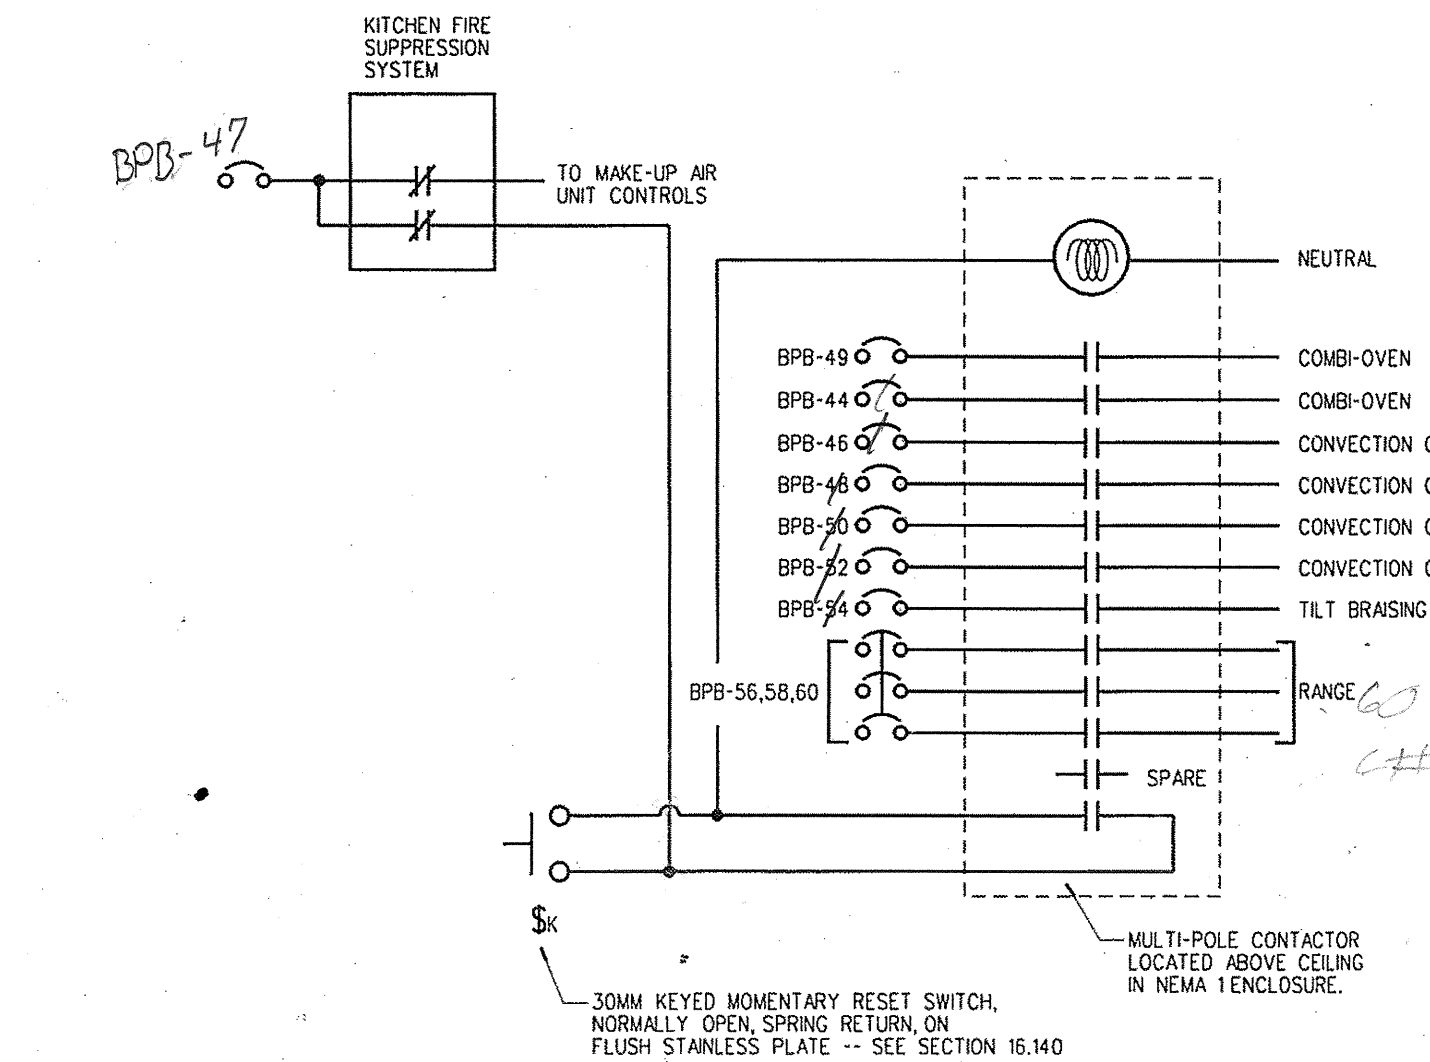 KITCHEN FIRE
SUPPRESSION
SYSTEM
BPB-47
TO MAKE-UP AIR
UNIT CONTROLS
NEUTRAL
BPB-49
COMBI-OVEN
BPB-44
COMBI-OVEN
BPB-46
CONVECTION
BPB-48
CONVECTION
BPB-50
CONVECTION
BPB-52
CONVECTION
BPB-54
TILT BRAISING
BPB-56,58,60
RANGE 60
SPARE
$K
MULTI-POLE CONTACTOR
LOCATED ABOVE CEILING
IN NEMA 1 ENCLOSURE.
30MM KEYED MOMENTARY RESET SWITCH,
NORMALLY OPEN, SPRING RETURN, ON
FLUSH STAINLESS PLATE -- SEE SECTION 16.140